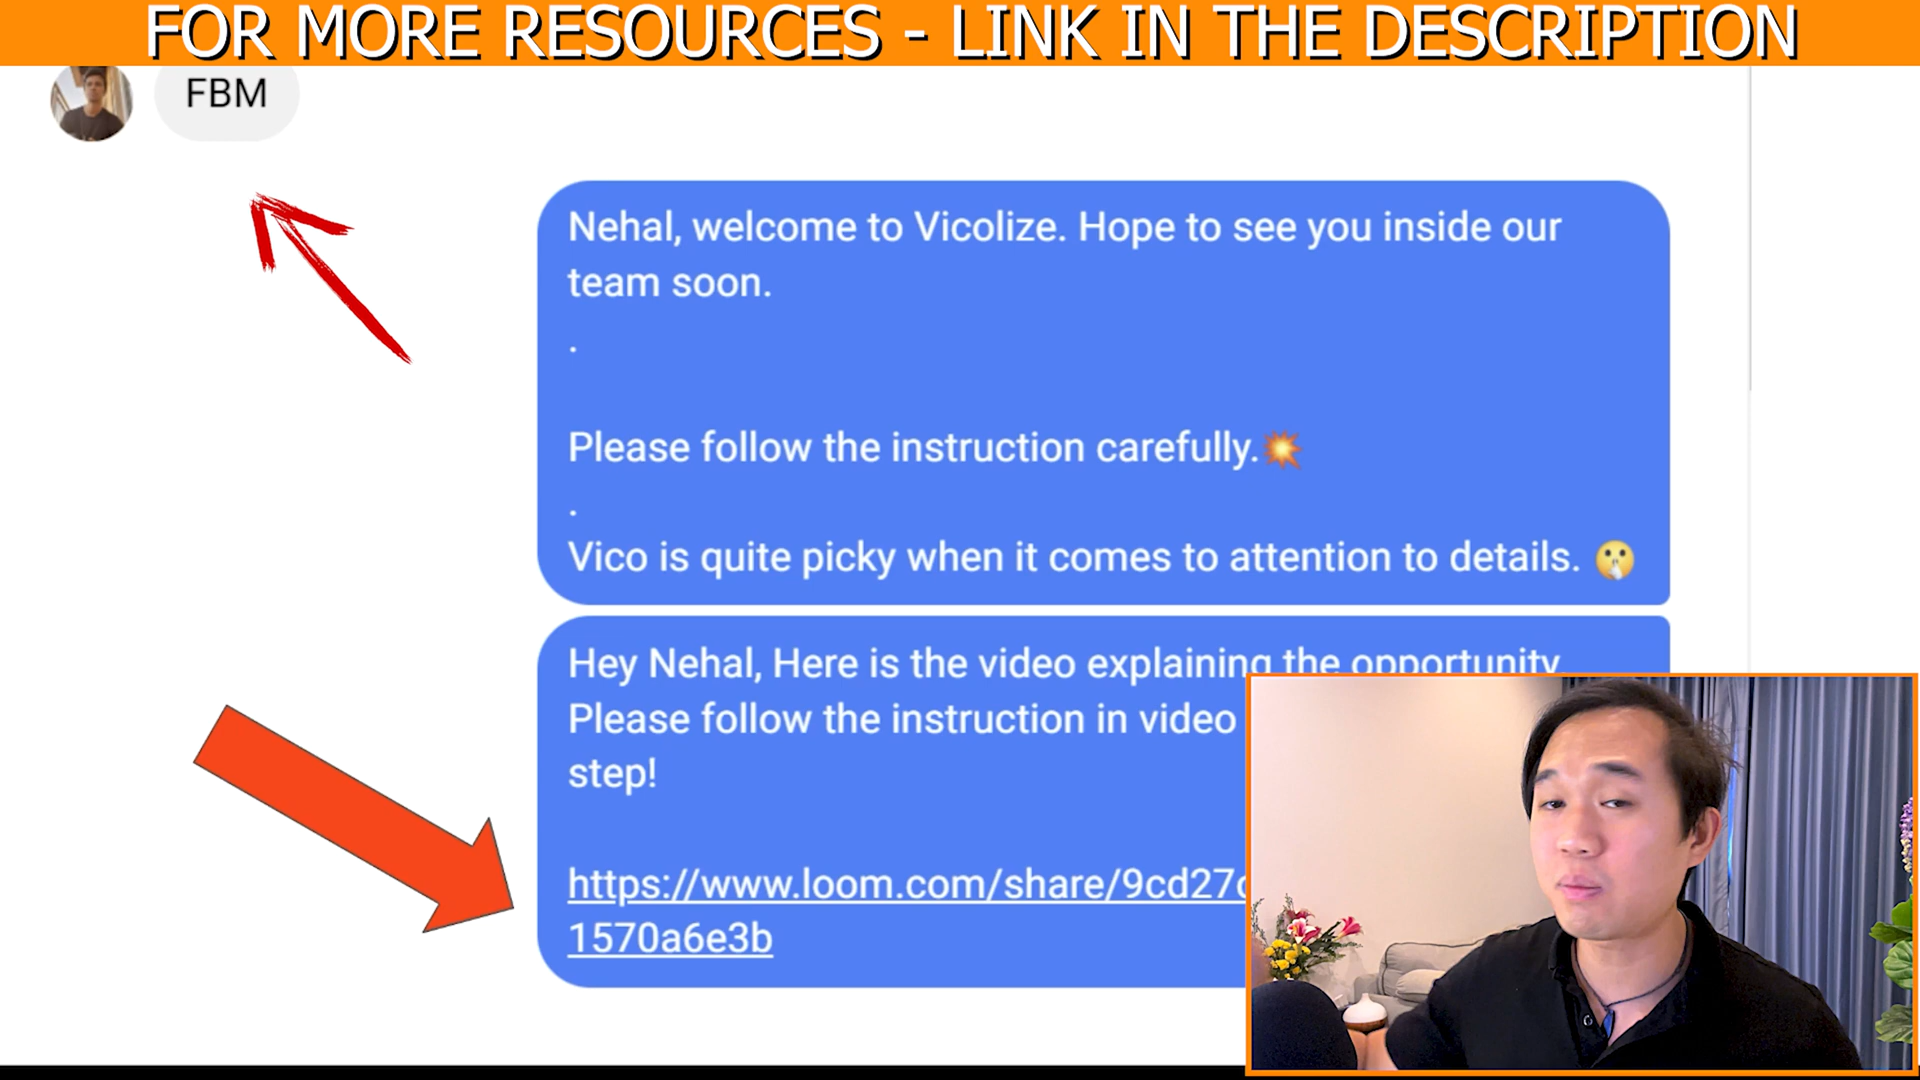 FOR MORE RESOURCES - LINK IN THE DESCRIPTION
FBM
Nehal, welcome to Vicolize. Hope to see you inside our
team soon.
.
Please follow the instruction carefully.💥
.
Vico is quite picky when it comes to attention to details. 🤫
Hey Nehal, Here is the video explaining the opportunity
Please follow the instruction in video
step!
https://www.loom.com/share/9cd27
1570a6e3b